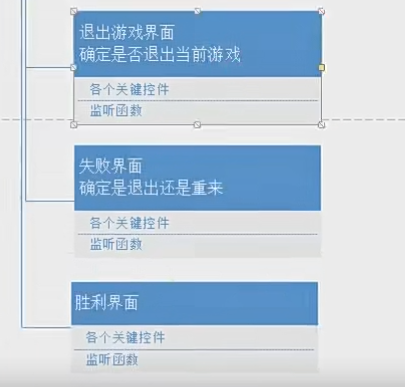 退出游戏界面
确定是否退出当前游戏
各个关键控件
监听函数
失败界面
确定是退出还是重来
各个关键控件
监听函数
胜利界面
各个关键控件
监听函数